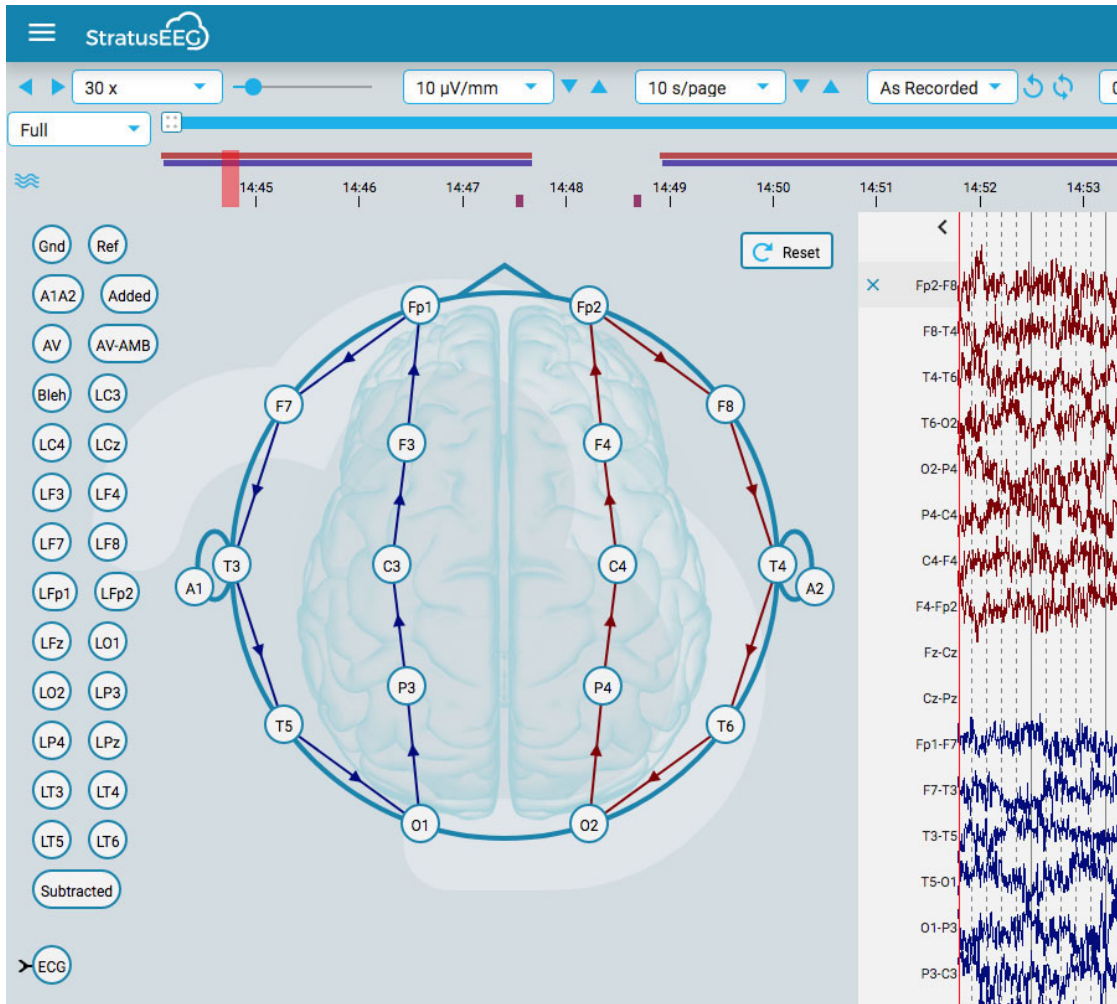 StratusEEG
30 x
10 µV/mm
10 s/page
As Recorded
Full
14:45 14:46 14:47 14:48 14:49 14:50 14:51 14:52 14:53
Reset
Gnd Ref
A1A2 Added
AV AV-AMB
Bleh LC3
LC4 LCz
LF3 LF4
LF7 LF8
LFp1 LFp2
LFz LO1
LO2 LP3
LP4 LPz
LT3 LT4
LT5 LT6
Subtracted
ECG
Fp1 Fp2
F7 F8
F3 F4
A1 T3 C3 C4 T4 A2
P3 P4
T5 T6
O1 O2
Fp2-F8
F8-T4
T4-T6
T6-O2
O2-P4
P4-C4
C4-F4
F4-Fp2
Fz-Cz
Cz-Pz
Fp1-F7
F7-T3
T3-T5
T5-O1
O1-P3
P3-C3